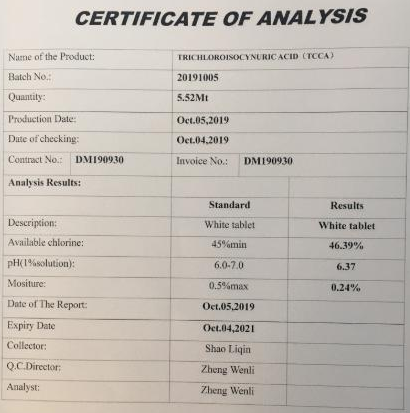 CERTIFICATE OF ANALYSIS
Name of the Product: TRICHLOROISOCYNURIC ACID (TCCA)
Batch No.: 20191005
Quantity: 5.52Mt
Production Date: Oct.05,2019
Date of checking: Oct.04,2019
Contract No.: DM190930 Invoice No.: DM190930
Analysis Results:
Standard Results
Description: White tablet White tablet
Available chlorine: 45%min 46.39%
pH(1%solution): 6.0-7.0 6.37
Mositure: 0.5%max 0.24%
Date of The Report: Oct.05,2019
Expiry Date Oct.04,2021
Collector: Shao Liqin
Q.C.Director: Zheng Wenli
Analyst: Zheng Wenli